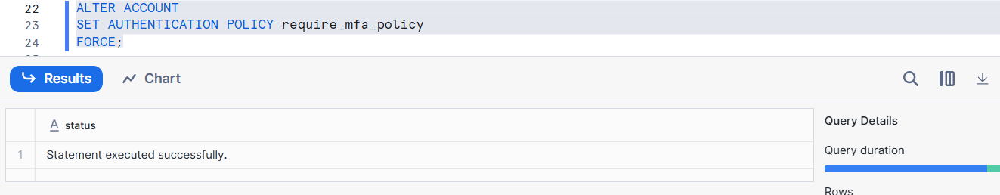 22 ALTER ACCOUNT
23 SET AUTHENTICATION POLICY require_mfa_policy
24 FORCE;
Results Chart
A status
Query Details
1 Statement executed successfully.
Query duration
Rows